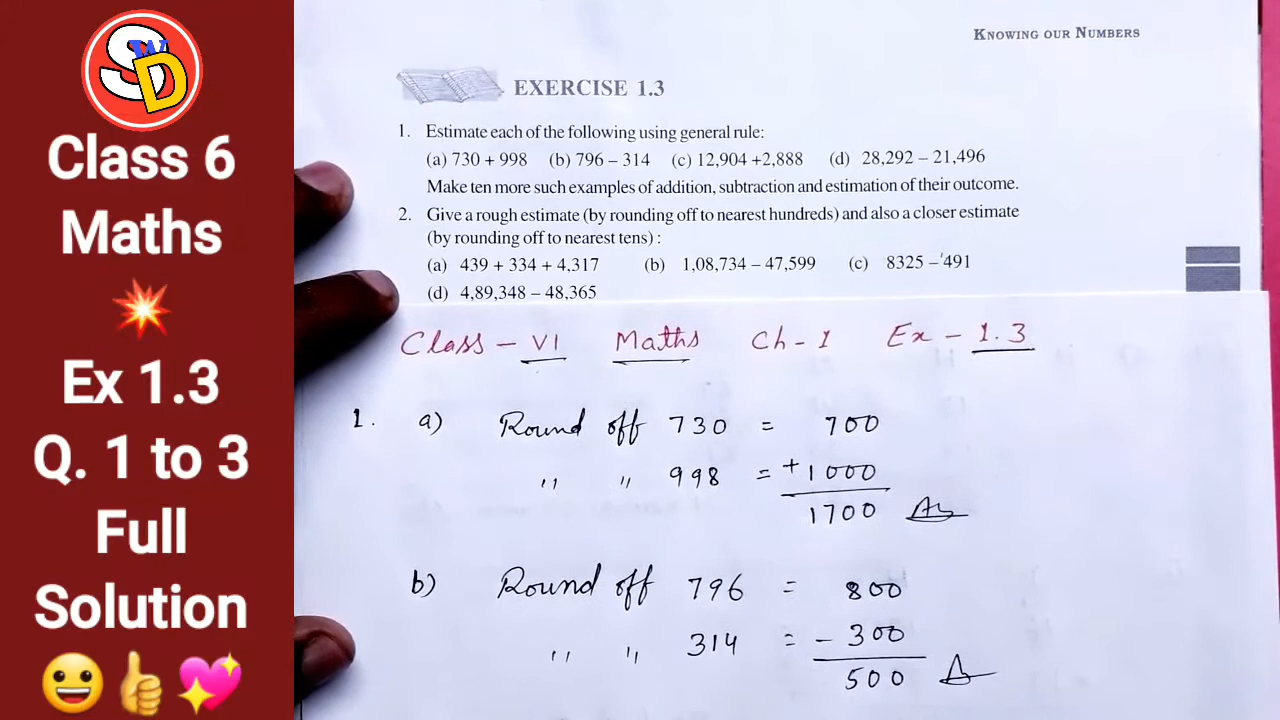 SWD
Class 6
Maths
💥
Ex 1.3
Q. 1 to 3
Full
Solution
😀👍💖
KNOWING OUR NUMBERS
EXERCISE 1.3
1. Estimate each of the following using general rule:
(a) 730 + 998 (b) 796 – 314 (c) 12,904 +2,888 (d) 28,292 – 21,496
Make ten more such examples of addition, subtraction and estimation of their outcome.
2. Give a rough estimate (by rounding off to nearest hundreds) and also a closer estimate
(by rounding off to nearest tens) :
(a) 439 + 334 + 4,317 (b) 1,08,734 – 47,599 (c) 8325 – 491
(d) 4,89,348 – 48,365
Class - VI Maths Ch - 1 Ex - 1.3
1. a) Round off 730 = 700
,, ,, 998 = +1000
1700
b) Round off 796 = 800
,, ,, 314 = - 300
500